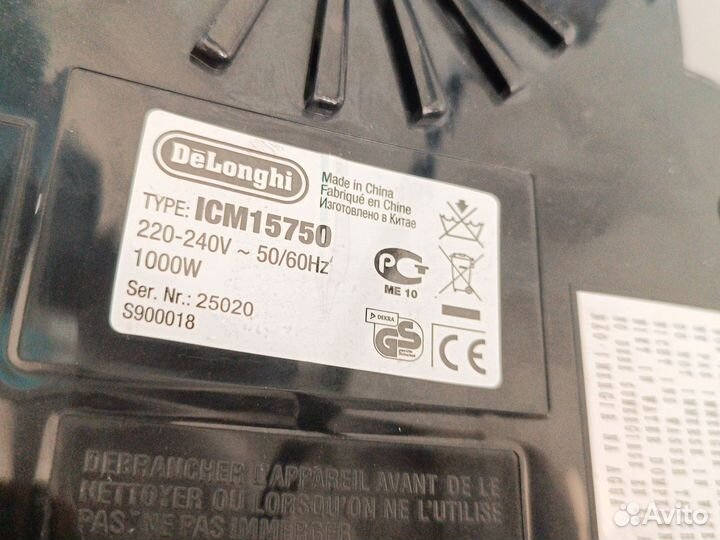 DeLonghi
TYPE: ICM15750
220-240V ~ 50/60Hz
1000W
Ser. Nr.: 25020
S900018
Made in China
Fabriqué en Chine
Изготовлено в Китае
РСТ
ME 10
DEKRA
GS
CE
DEBRANCHER L'APPAREIL AVANT DE LE
NETTOYER OU LORSQU'ON NE L'UTILISE
PAS. NE PAS IMMERGER
Avito